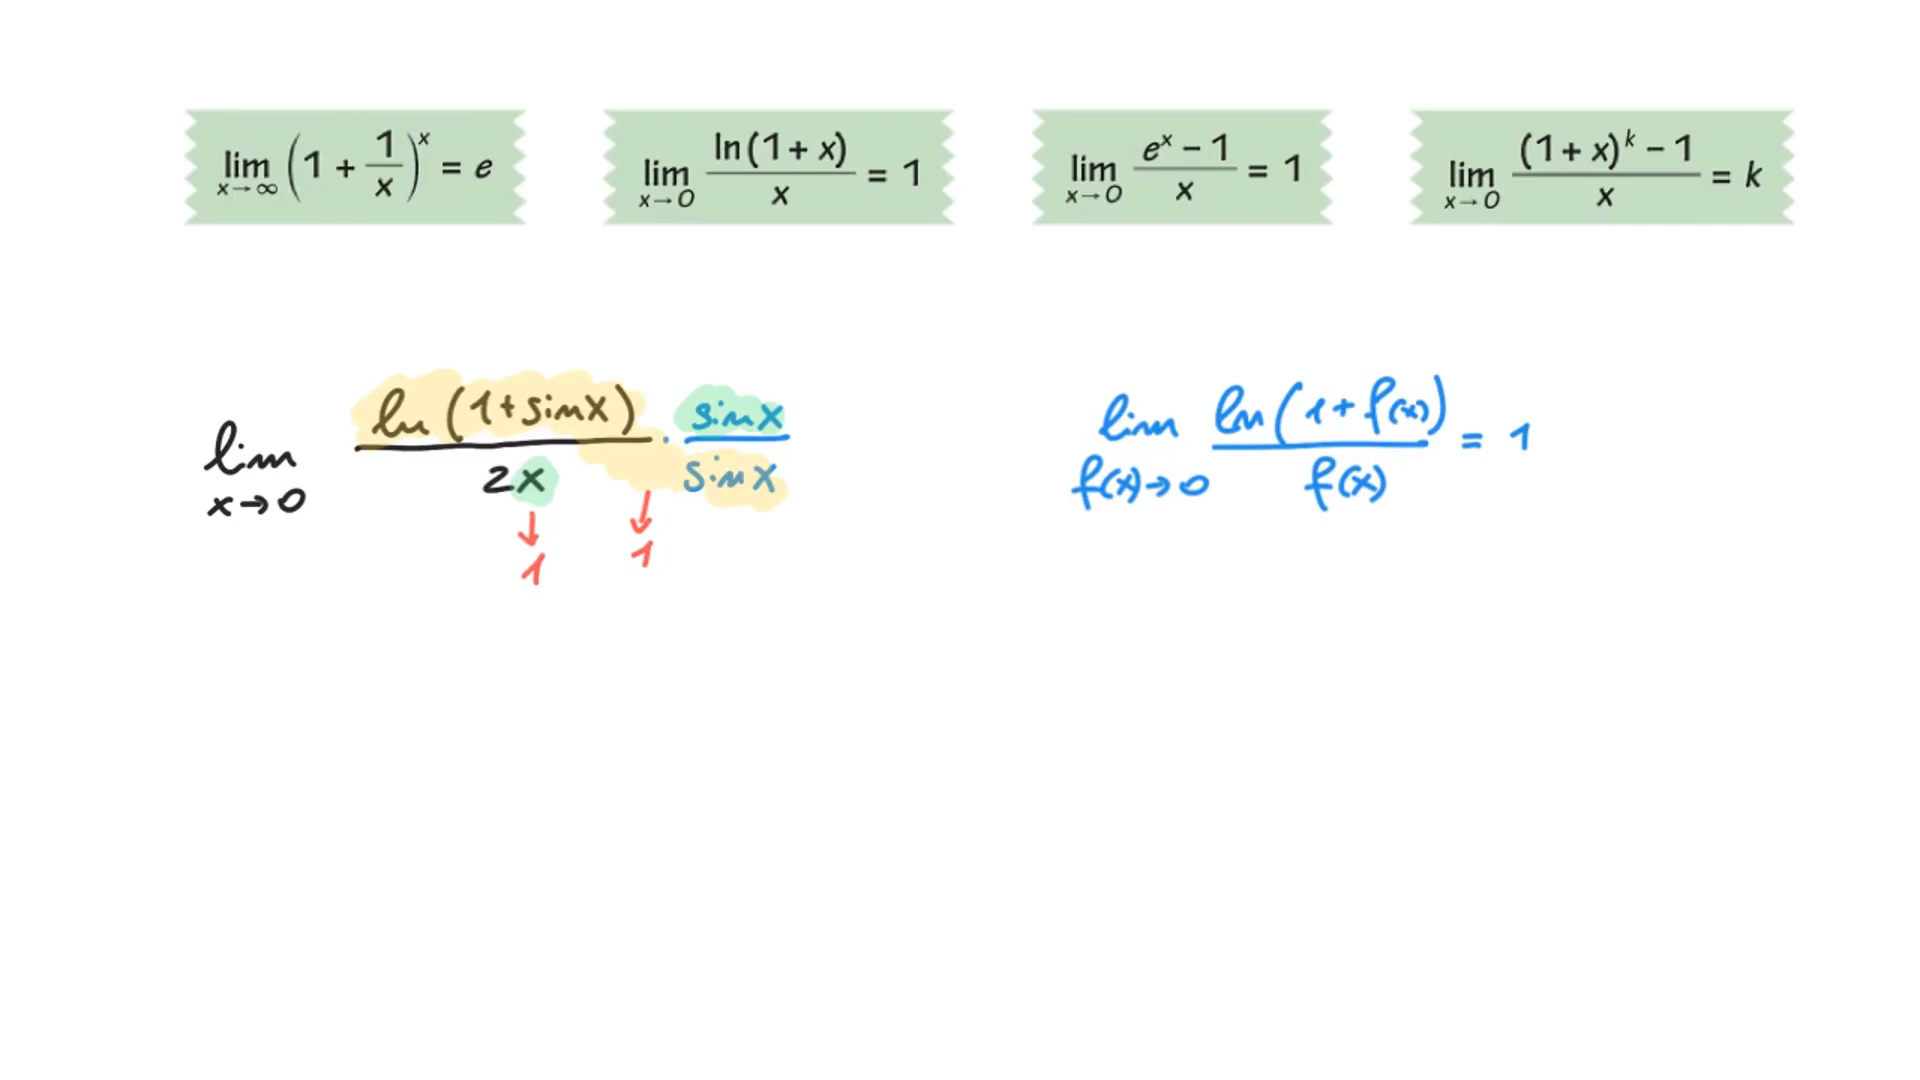 lim x→∞ (1 + 1/x)^x = e
lim x→0 ln(1 + x)/x = 1
lim x→0 (e^x − 1)/x = 1
lim x→0 ((1 + x)^k − 1)/x = k
lim x→0 ln(1+sinx)/2x · sinx/sinx
↓ 1 ↓ 1
lim f(x)→0 ln(1+f(x))/f(x) = 1